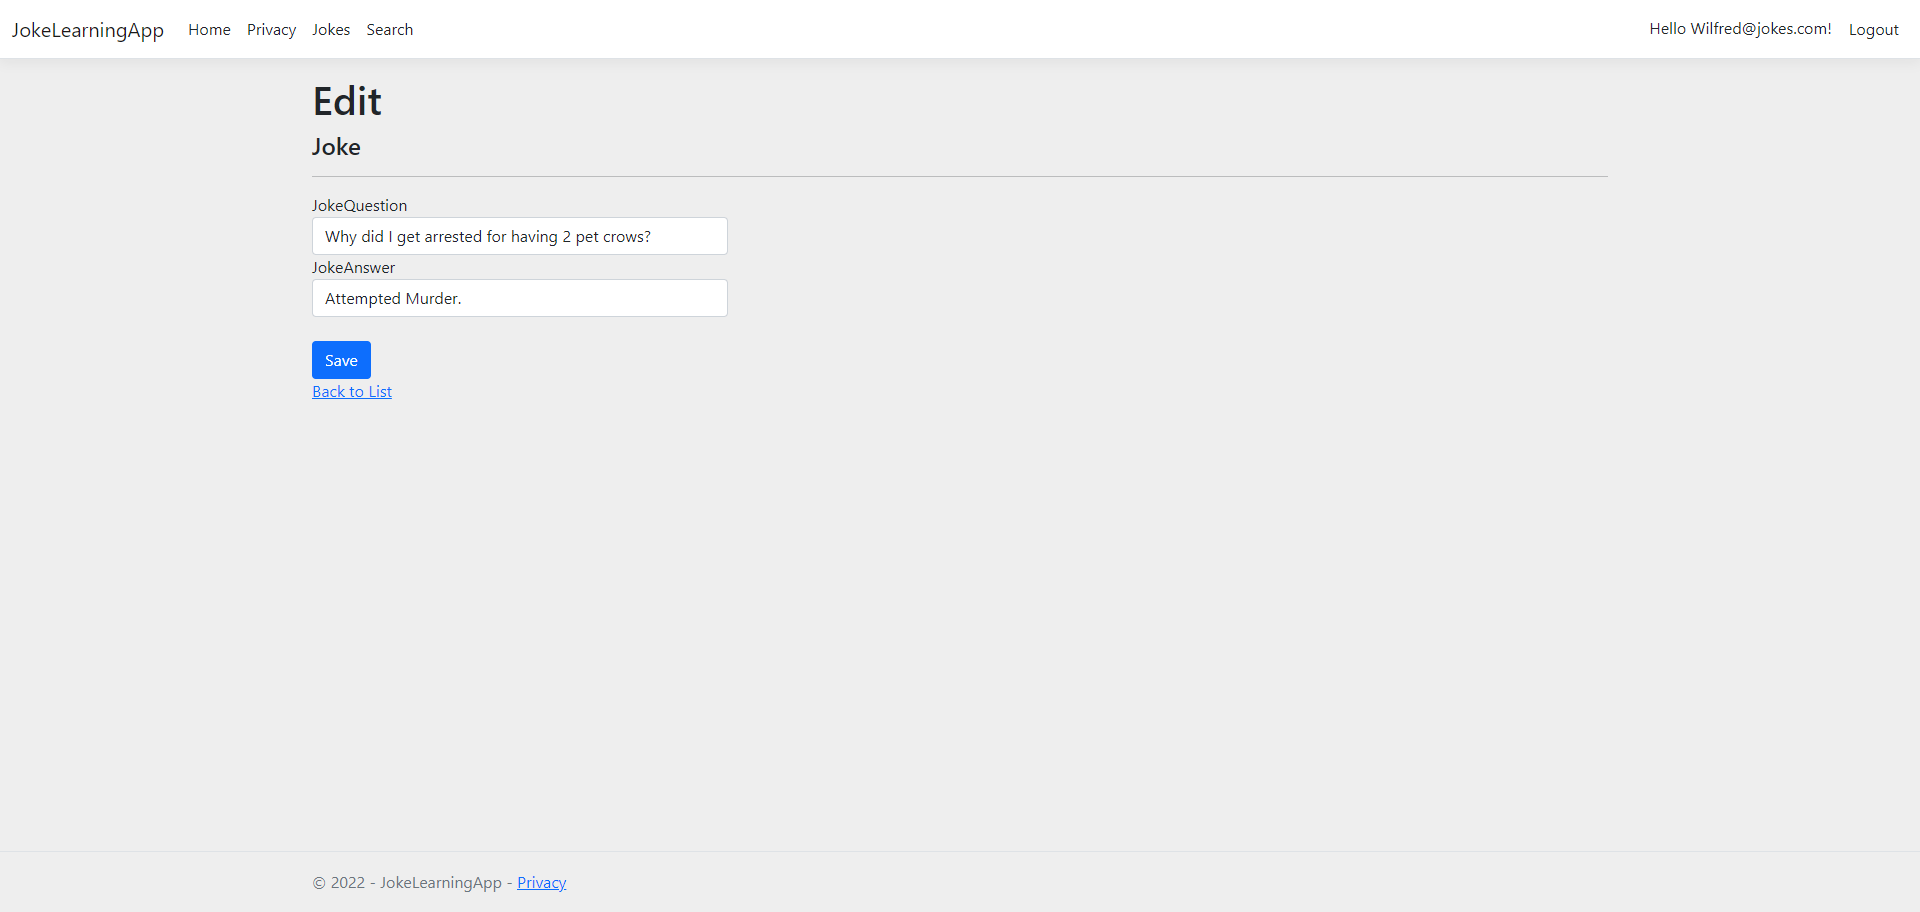 JokeLearningApp Home Privacy Jokes Search Hello Wilfred@jokes.com! Logout
Edit
Joke
JokeQuestion
Why did I get arrested for having 2 pet crows?
JokeAnswer
Attempted Murder.
Save
Back to List
© 2022 - JokeLearningApp - Privacy